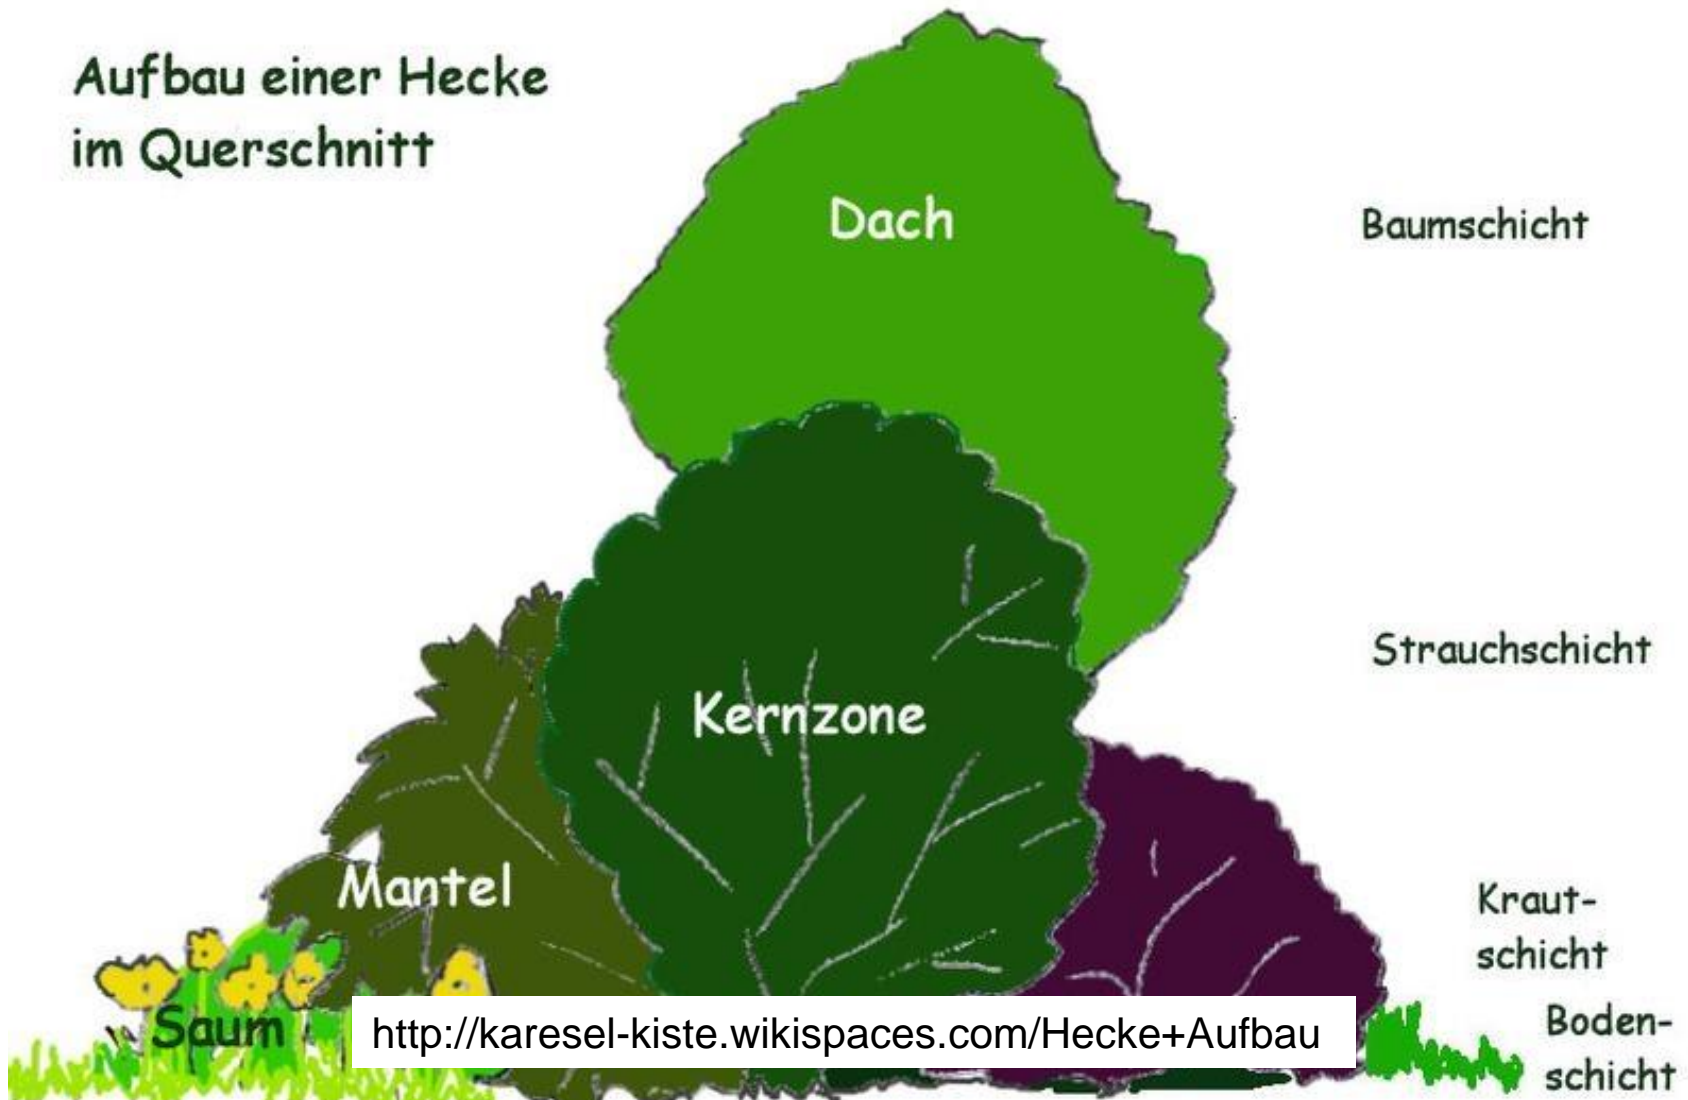 Aufbau einer Hecke
im Querschnitt
Dach
Baumschicht
Strauchschicht
Kernzone
Mantel
Kraut-
schicht
Saum
http://karesel-kiste.wikispaces.com/Hecke+Aufbau
Boden-
schicht